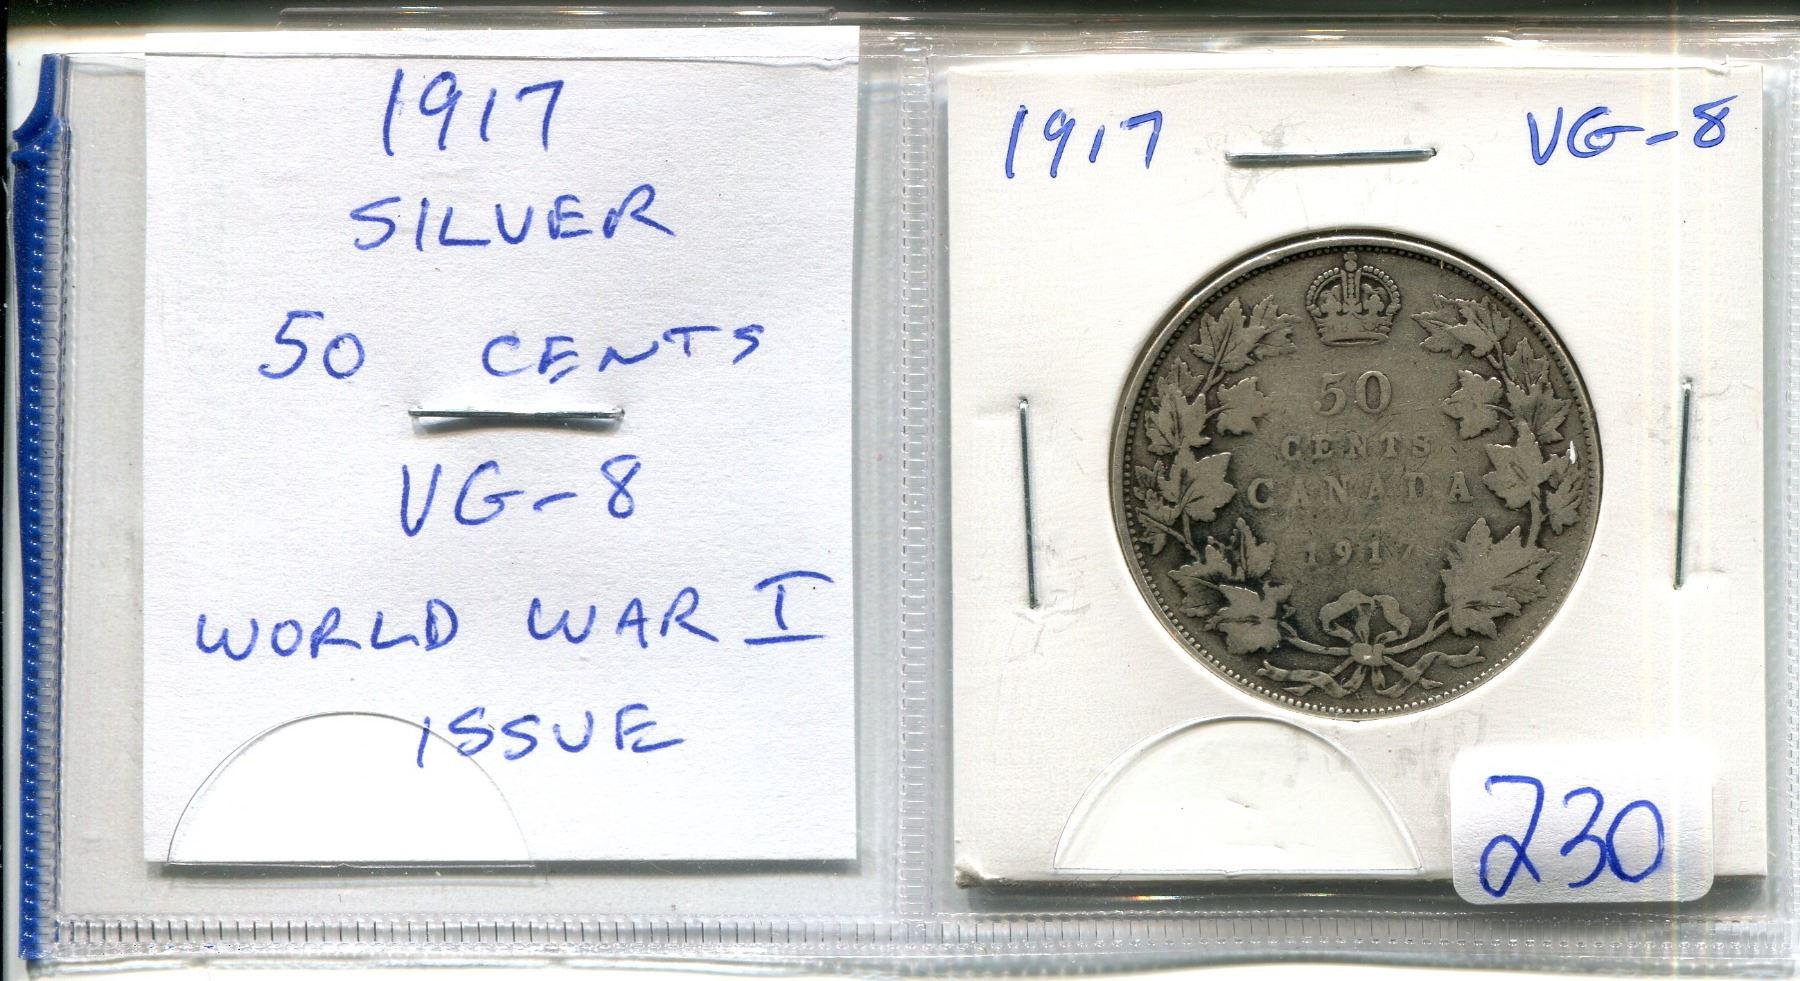 1917
SILVER
50 CENTS
VG-8
WORLD WAR I
ISSUE
1917 VG-8
50
CENTS
CANADA
1917
230